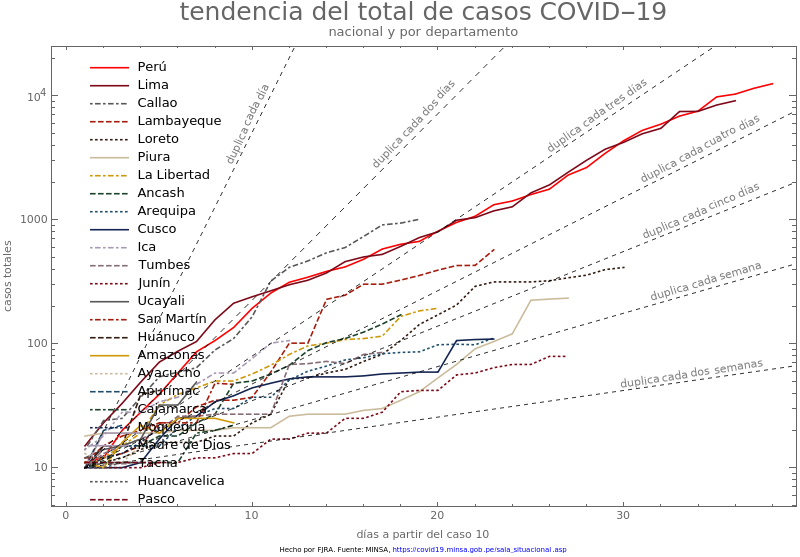 tendencia del total de casos COVID−19
nacional y por departamento
casos totales
10^4
1000
100
10
0
10
20
30
días a partir del caso 10
Perú
Lima
Callao
Lambayeque
Loreto
Piura
La Libertad
Ancash
Arequipa
Cusco
Ica
Tumbes
Junín
Ucayali
San Martín
Huánuco
Amazonas
Ayacucho
Apurímac
Cajamarca
Moquegua
Madre de Dios
Tacna
Huancavelica
Pasco
duplica cada día
duplica cada dos días
duplica cada tres días
duplica cada cuatro días
duplica cada cinco días
duplica cada semana
duplica cada dos semanas
Hecho por FJRA. Fuente: MINSA, https://covid19.minsa.gob.pe/sala_situacional.asp